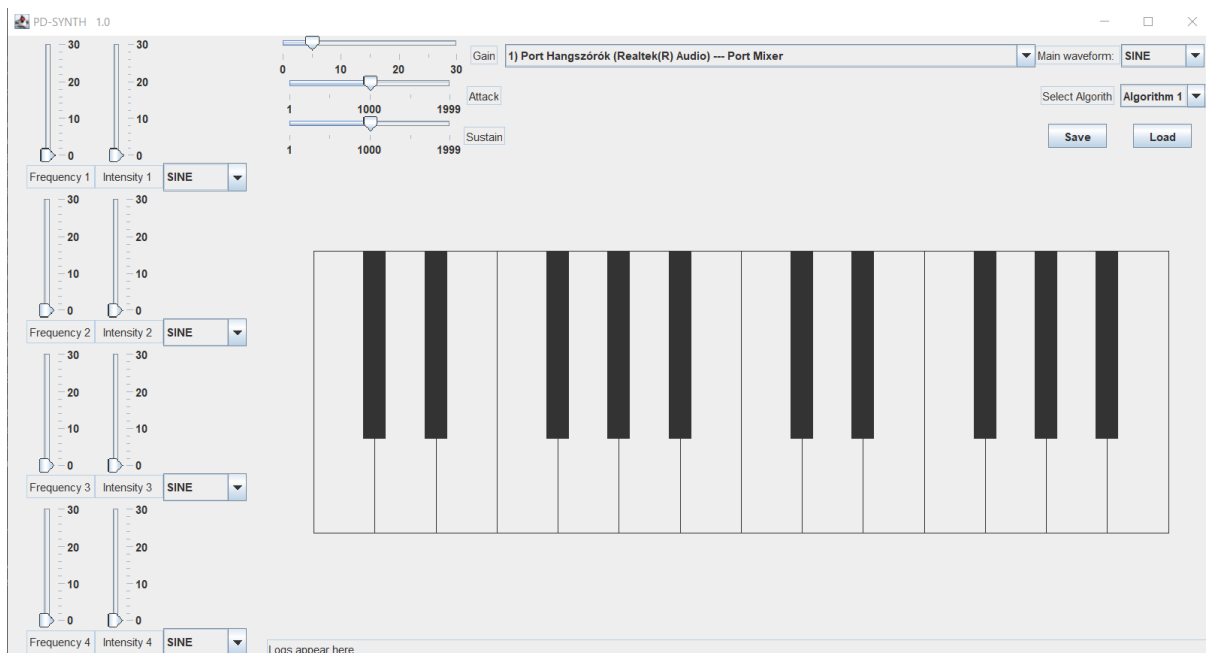 PD-SYNTH 1.0
30 30
20 20
10 10
0 0
Frequency 1 Intensity 1 SINE
30 30
20 20
10 10
0 0
Frequency 2 Intensity 2 SINE
30 30
20 20
10 10
0 0
Frequency 3 Intensity 3 SINE
30 30
20 20
10 10
0 0
Frequency 4 Intensity 4 SINE
Gain
0 10 20 30
Attack
1 1000 1999
Sustain
1 1000 1999
1) Port Hangszórók (Realtek(R) Audio) --- Port Mixer
Main waveform: SINE
Select Algorith Algorithm 1
Save Load
Logs appear here